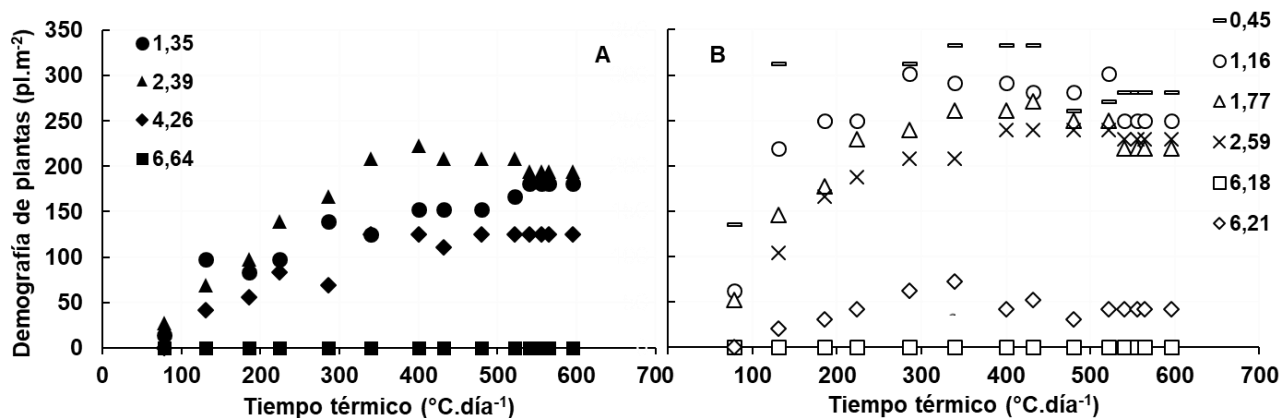 350
300
250
200
150
100
50
0
Demografía de plantas (pl.m⁻²)
1,35
2,39
4,26
6,64
A
0 100 200 300 400 500 600 700
Tiempo térmico (°C.día⁻¹)
B
0,45
1,16
1,77
2,59
6,18
6,21
100 200 300 400 500 600 700
Tiempo térmico (°C.día⁻¹)